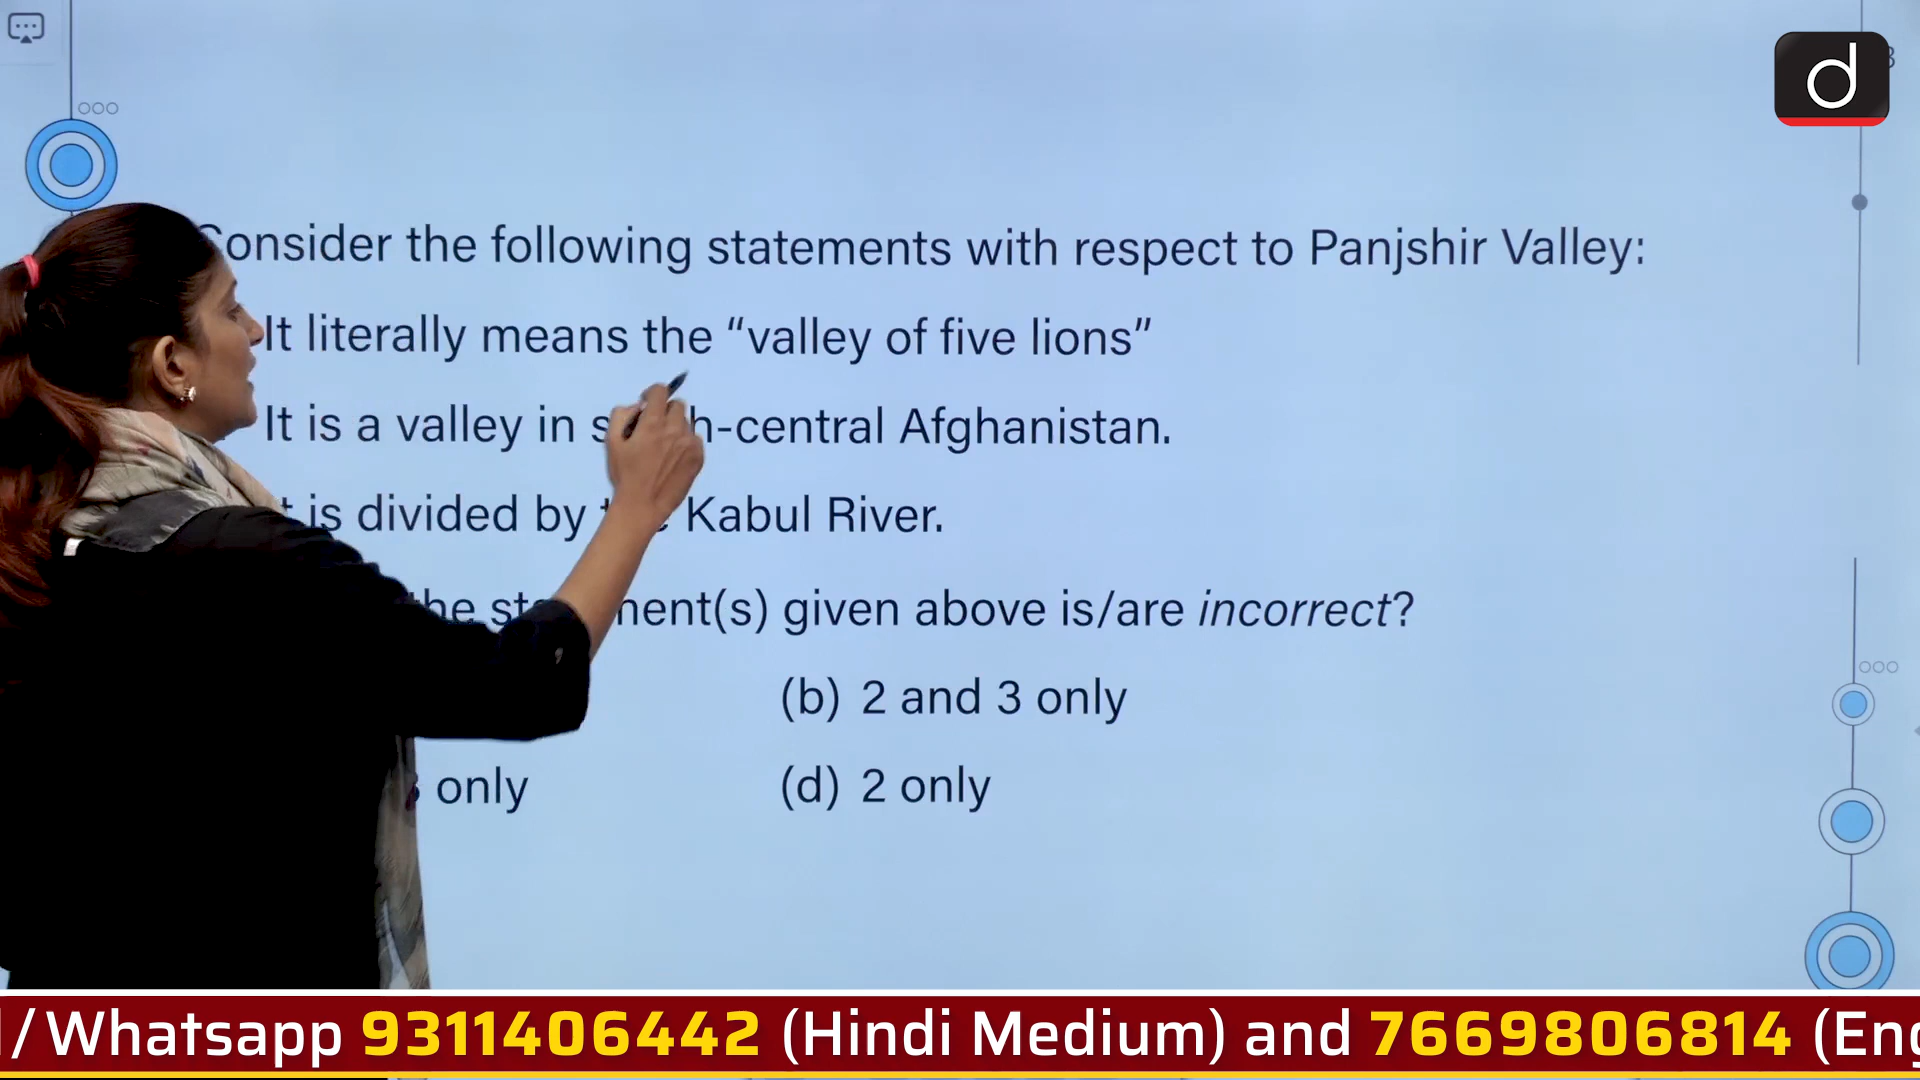 d
Consider the following statements with respect to Panjshir Valley:
It literally means the “valley of five lions”
It is a valley in -central Afghanistan.
is divided by Kabul River.
the given above is/are incorrect?
(b) 2 and 3 only
only
(d) 2 only
/Whatsapp 9311406442 (Hindi Medium) and 7669806814 (Eng